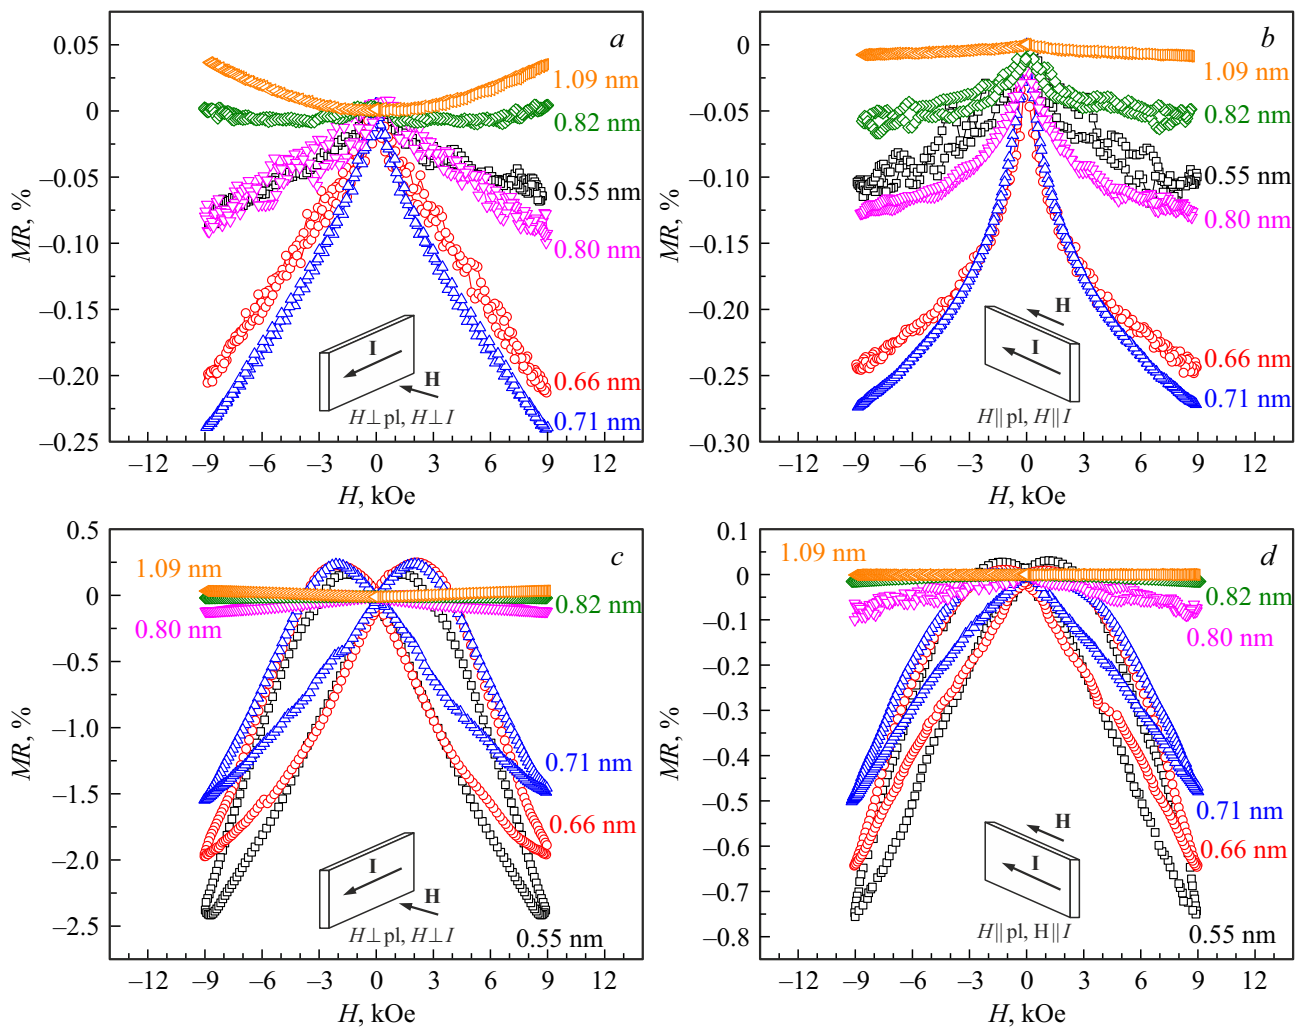 a
0.05
0
–0.05
–0.10
–0.15
–0.20
–0.25
MR, %
1.09 nm
0.82 nm
0.55 nm
0.80 nm
0.66 nm
0.71 nm
I
H
H⊥pl, H⊥I
–12 –9 –6 –3 0 3 6 9 12
H, kOe
b
0
–0.05
–0.10
–0.15
–0.20
–0.25
–0.30
MR, %
1.09 nm
0.82 nm
0.55 nm
0.80 nm
0.66 nm
0.71 nm
H
I
H||pl, H||I
–12 –9 –6 –3 0 3 6 9 12
H, kOe
c
0.5
0
–0.5
–1.0
–1.5
–2.0
–2.5
MR, %
1.09 nm
0.82 nm
0.80 nm
0.71 nm
0.66 nm
0.55 nm
I
H
H⊥pl, H⊥I
–12 –9 –6 –3 0 3 6 9 12
H, kOe
d
0.1
0
–0.1
–0.2
–0.3
–0.4
–0.5
–0.6
–0.7
–0.8
MR, %
1.09 nm
0.82 nm
0.80 nm
0.71 nm
0.66 nm
0.55 nm
H
I
H||pl, H||I
–12 –9 –6 –3 0 3 6 9 12
H, kOe